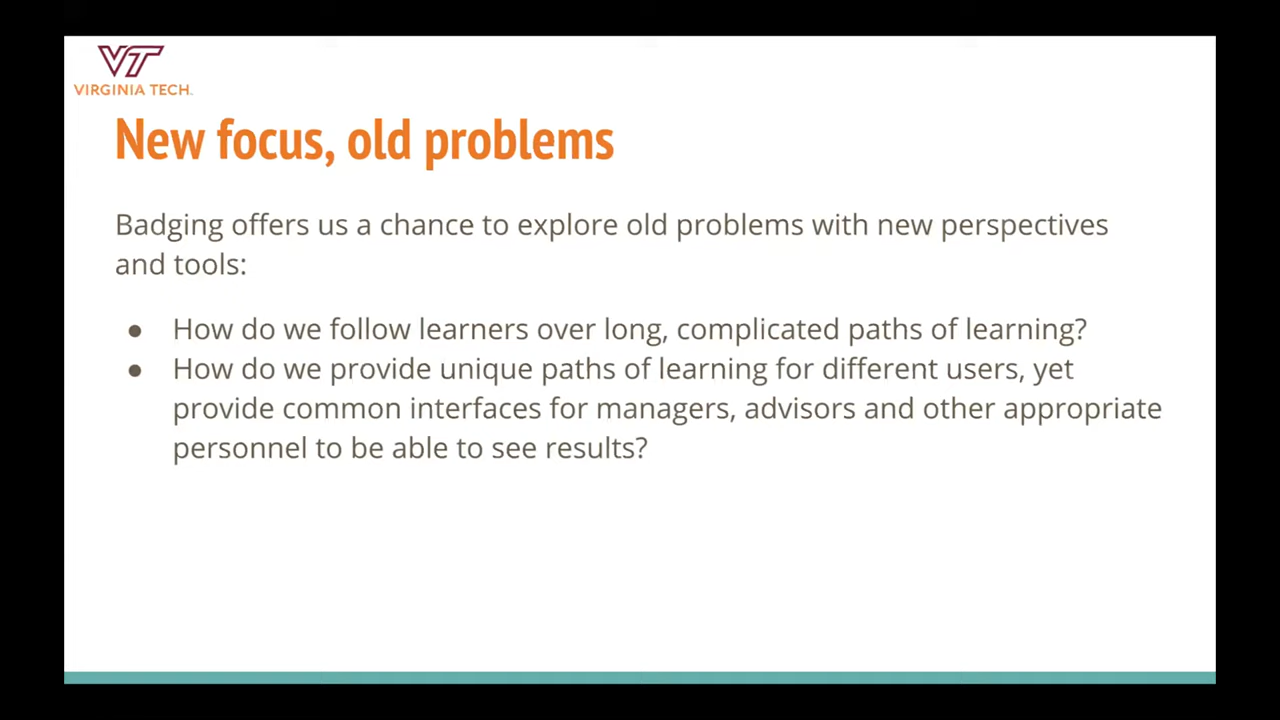 VT
VIRGINIA TECH.
New focus, old problems
Badging offers us a chance to explore old problems with new perspectives
and tools:
● How do we follow learners over long, complicated paths of learning?
● How do we provide unique paths of learning for different users, yet
provide common interfaces for managers, advisors and other appropriate
personnel to be able to see results?